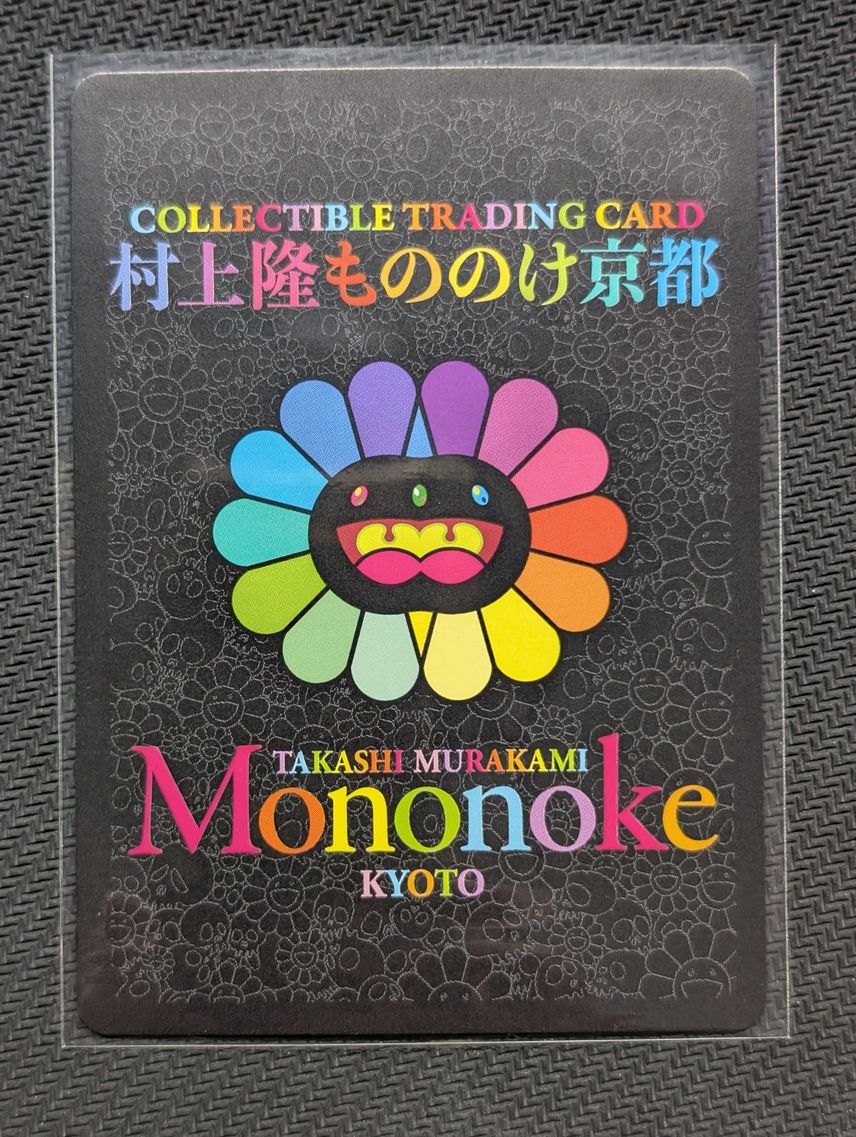 COLLECTIBLE TRADING CARD
村上隆もののけ京都
TAKASHI MURAKAMI
Mononoke
KYOTO